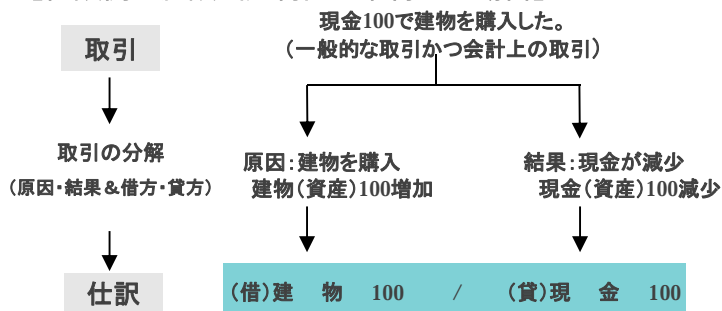 現金100で建物を購入した。
取引
（一般的な取引かつ会計上の取引）
取引の分解
（原因・結果＆借方・貸方）
原因：建物を購入
建物（資産）100増加
結果：現金が減少
現金（資産）100減少
仕訳
（借）建　物　100　/　（貸）現　金　100